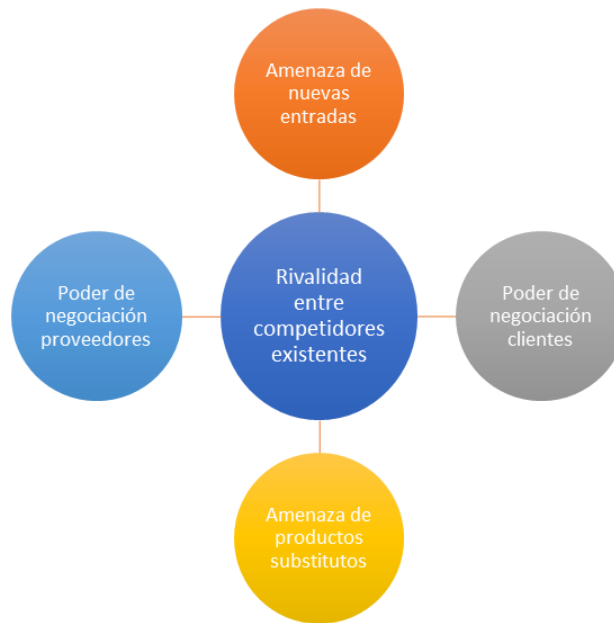 Amenaza de
nuevas
entradas
Poder de
negociación
proveedores
Rivalidad
entre
competidores
existentes
Poder de
negociación
clientes
Amenaza de
productos
substitutos